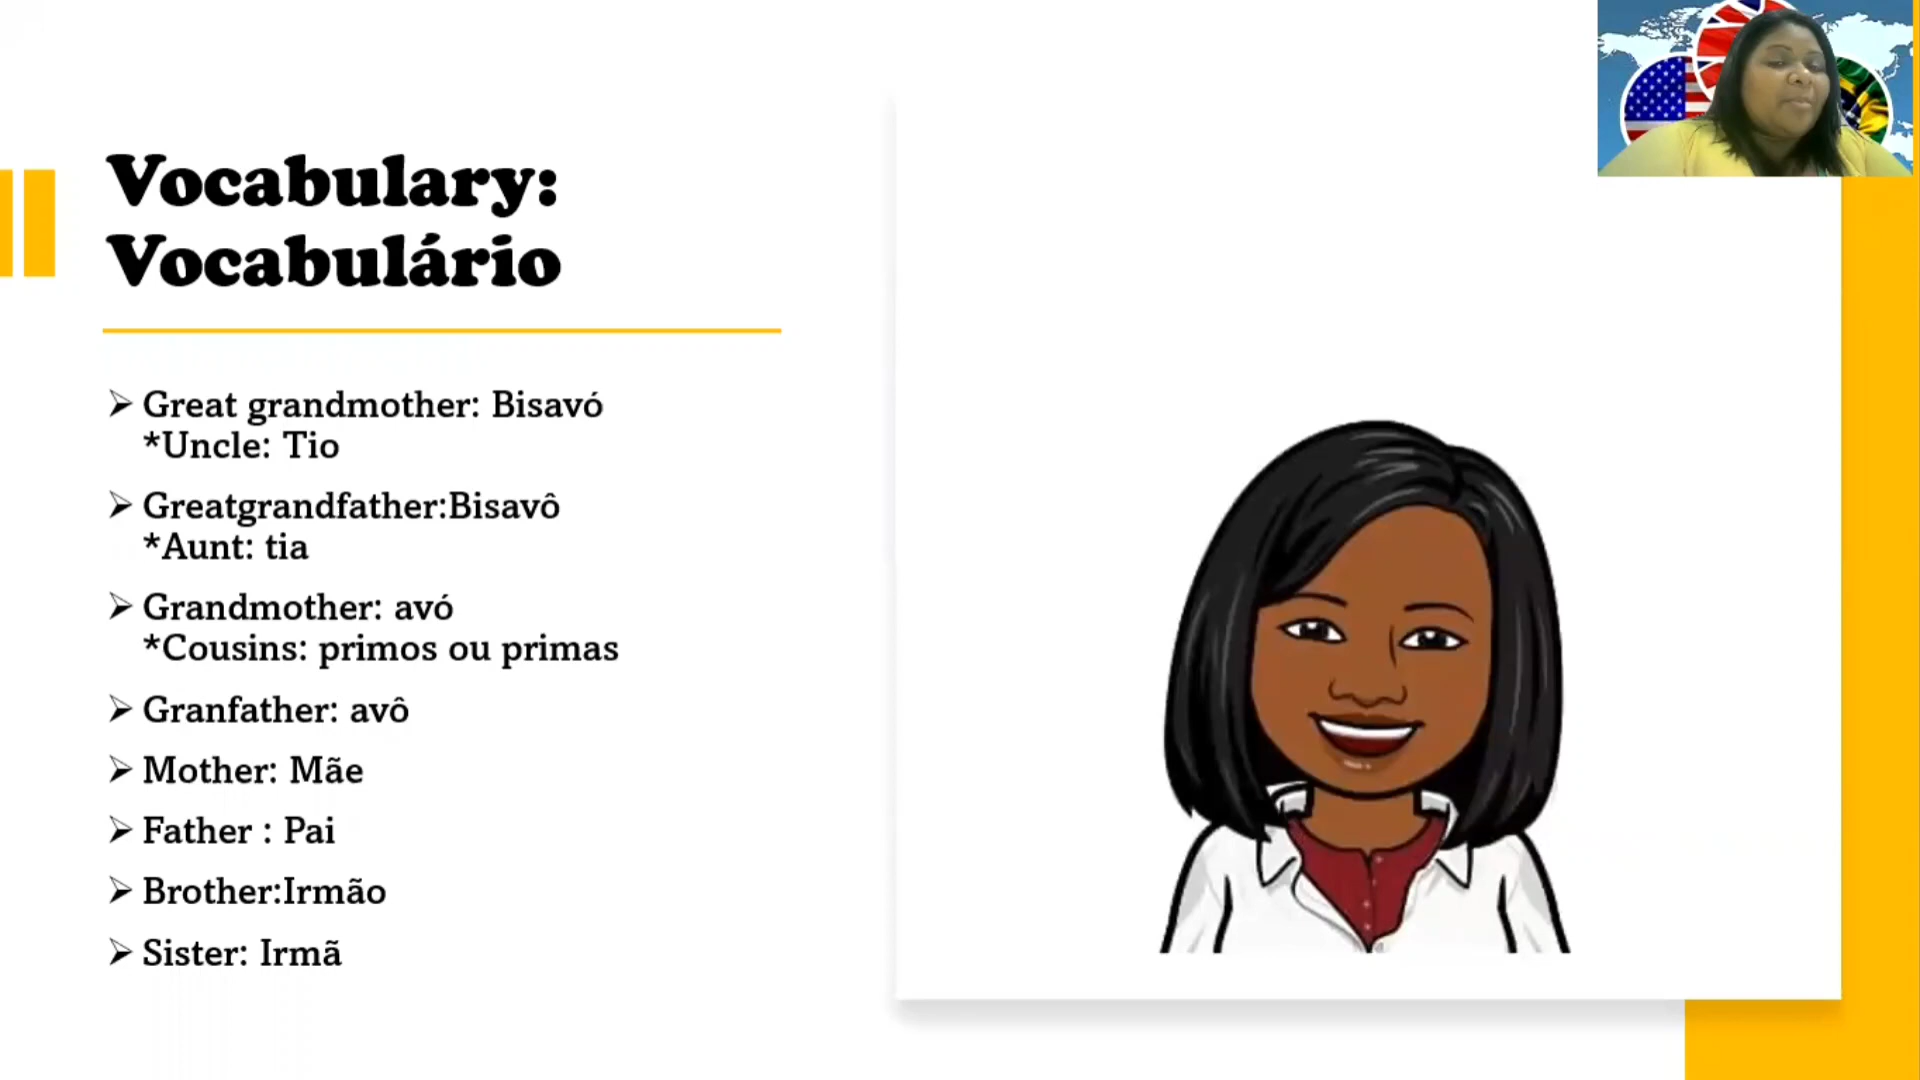 Vocabulary:
Vocabulário
Great grandmother: Bisavó
*Uncle: Tio
Greatgrandfather:Bisavô
*Aunt: tia
Grandmother: avó
*Cousins: primos ou primas
Granfather: avô
Mother: Mãe
Father : Pai
Brother:Irmão
Sister: Irmã